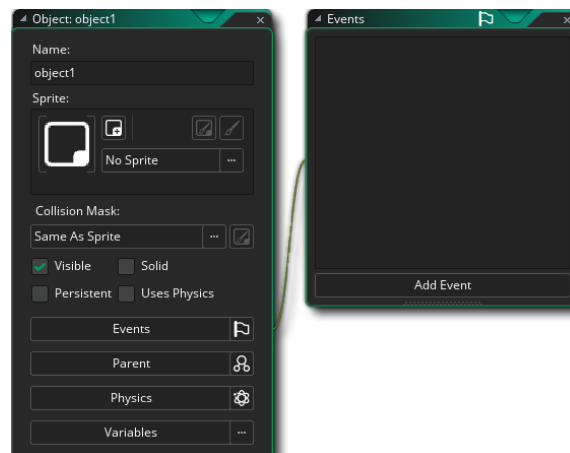 Object: object1
Name:
object1
Sprite:
No Sprite
Collision Mask:
Same As Sprite
Visible
Solid
Persistent
Uses Physics
Events
Parent
Physics
Variables
Events
Add Event